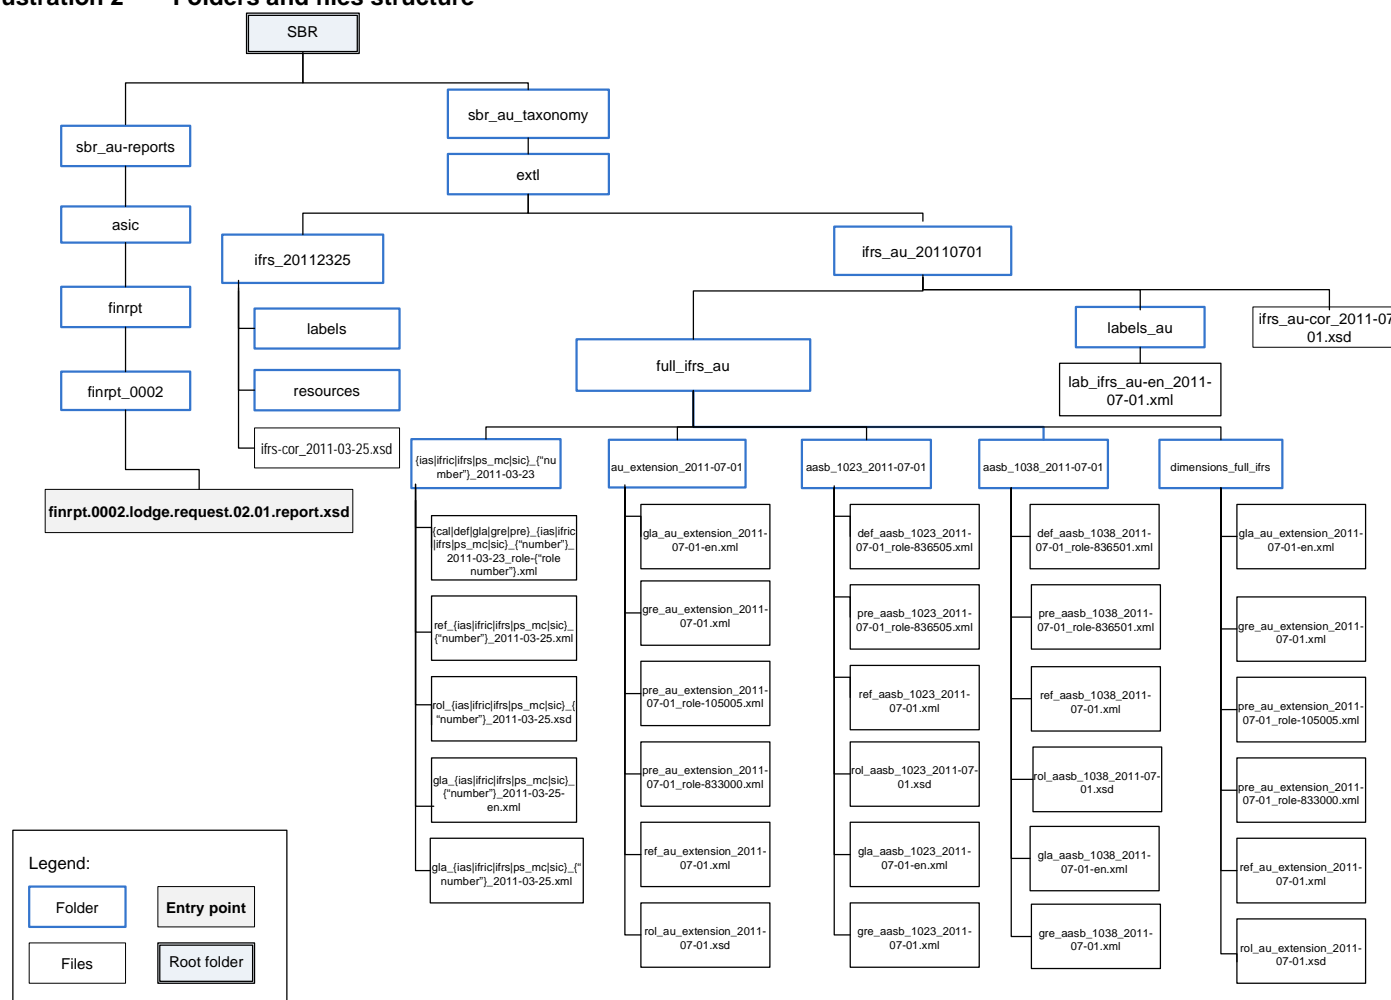 ustration 2 Folders and files structure
SBR
sbr_au_taxonomy
sbr_au-reports
extl
asic
ifrs_20112325
ifrs_au_20110701
finrpt
labels
labels_au
ifrs_au-cor_2011-07
01.xsd
full_ifrs_au
finrpt_0002
resources
lab_ifrs_au-en_2011-
07-01.xml
ifrs-cor_2011-03-25.xsd
{ias|ifric|ifrs|ps_mc|sic}_{“nu
mber”}_2011-03-23
au_extension_2011-07-01
aasb_1023_2011-07-01
aasb_1038_2011-07-01
dimensions_full_ifrs
finrpt.0002.lodge.request.02.01.report.xsd
{cal|def|gla|gre|pre}_{ias|ifric
|ifrs|ps_mc|sic}_{“number”}_
2011-03-23_role-{“role
number”}.xml
gla_au_extension_2011-
07-01-en.xml
def_aasb_1023_2011-
07-01_role-836505.xml
def_aasb_1038_2011-
07-01_role-836501.xml
gla_au_extension_2011-
07-01-en.xml
ref_{ias|ifric|ifrs|ps_mc|sic}_
{“number”}_2011-03-25.xml
gre_au_extension_2011-
07-01.xml
pre_aasb_1023_2011-
07-01_role-836505.xml
pre_aasb_1038_2011-
07-01_role-836501.xml
gre_au_extension_2011-
07-01.xml
rol_{ias|ifric|ifrs|ps_mc|sic}_{
“number”}_2011-03-25.xsd
pre_au_extension_2011-
07-01_role-105005.xml
ref_aasb_1023_2011-
07-01.xml
ref_aasb_1038_2011-
07-01.xml
pre_au_extension_2011-
07-01_role-105005.xml
gla_{ias|ifric|ifrs|ps_mc|sic}_
{“number”}_2011-03-25-
en.xml
pre_au_extension_2011-
07-01_role-833000.xml
rol_aasb_1023_2011-07-
01.xsd
rol_aasb_1038_2011-07-
01.xsd
pre_au_extension_2011-
07-01_role-833000.xml
gla_{ias|ifric|ifrs|ps_mc|sic}_{“
number”}_2011-03-25.xml
ref_au_extension_2011-
07-01.xml
gla_aasb_1023_2011-
07-01-en.xml
gla_aasb_1038_2011-
07-01-en.xml
ref_au_extension_2011-
07-01.xml
rol_au_extension_2011-
07-01.xsd
gre_aasb_1023_2011-
07-01.xml
gre_aasb_1038_2011-
07-01.xml
rol_au_extension_2011-
07-01.xsd
Legend:
Folder
Entry point
Files
Root folder